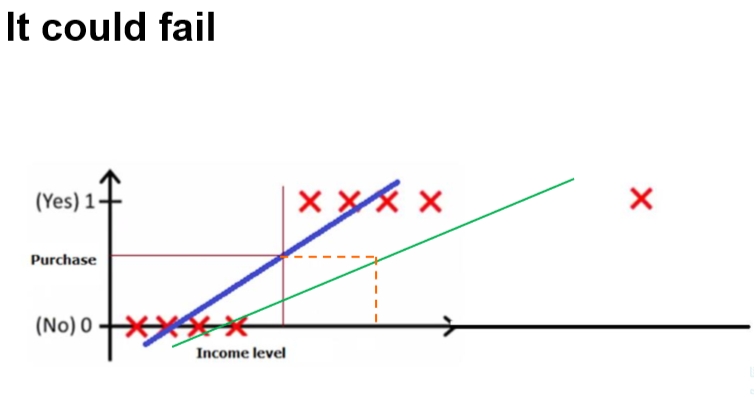 It could fail
(Yes) 1
Purchase
(No) 0
Income level